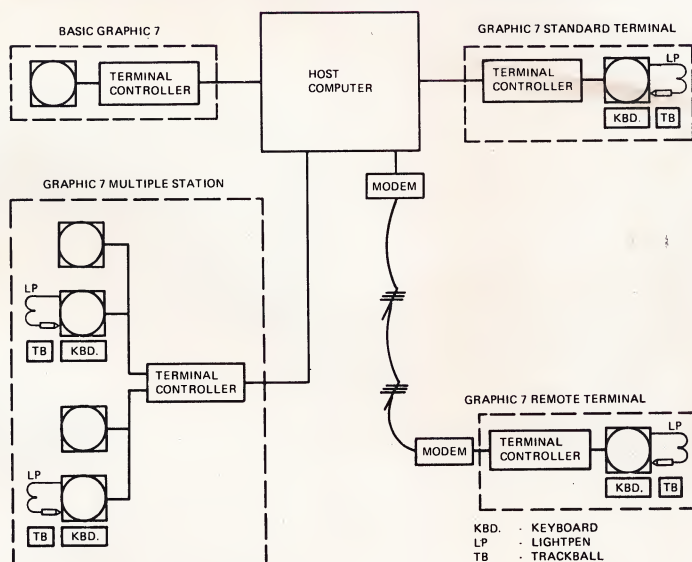 BASIC GRAPHIC 7
TERMINAL
CONTROLLER
HOST
COMPUTER
GRAPHIC 7 STANDARD TERMINAL
TERMINAL
CONTROLLER
LP
KBD.
TB
MODEM
GRAPHIC 7 MULTIPLE STATION
LP
TB
KBD.
TERMINAL
CONTROLLER
LP
TB
KBD.
GRAPHIC 7 REMOTE TERMINAL
MODEM
TERMINAL
CONTROLLER
LP
KBD.
TB
KBD. - KEYBOARD
LP - LIGHTPEN
TB - TRACKBALL